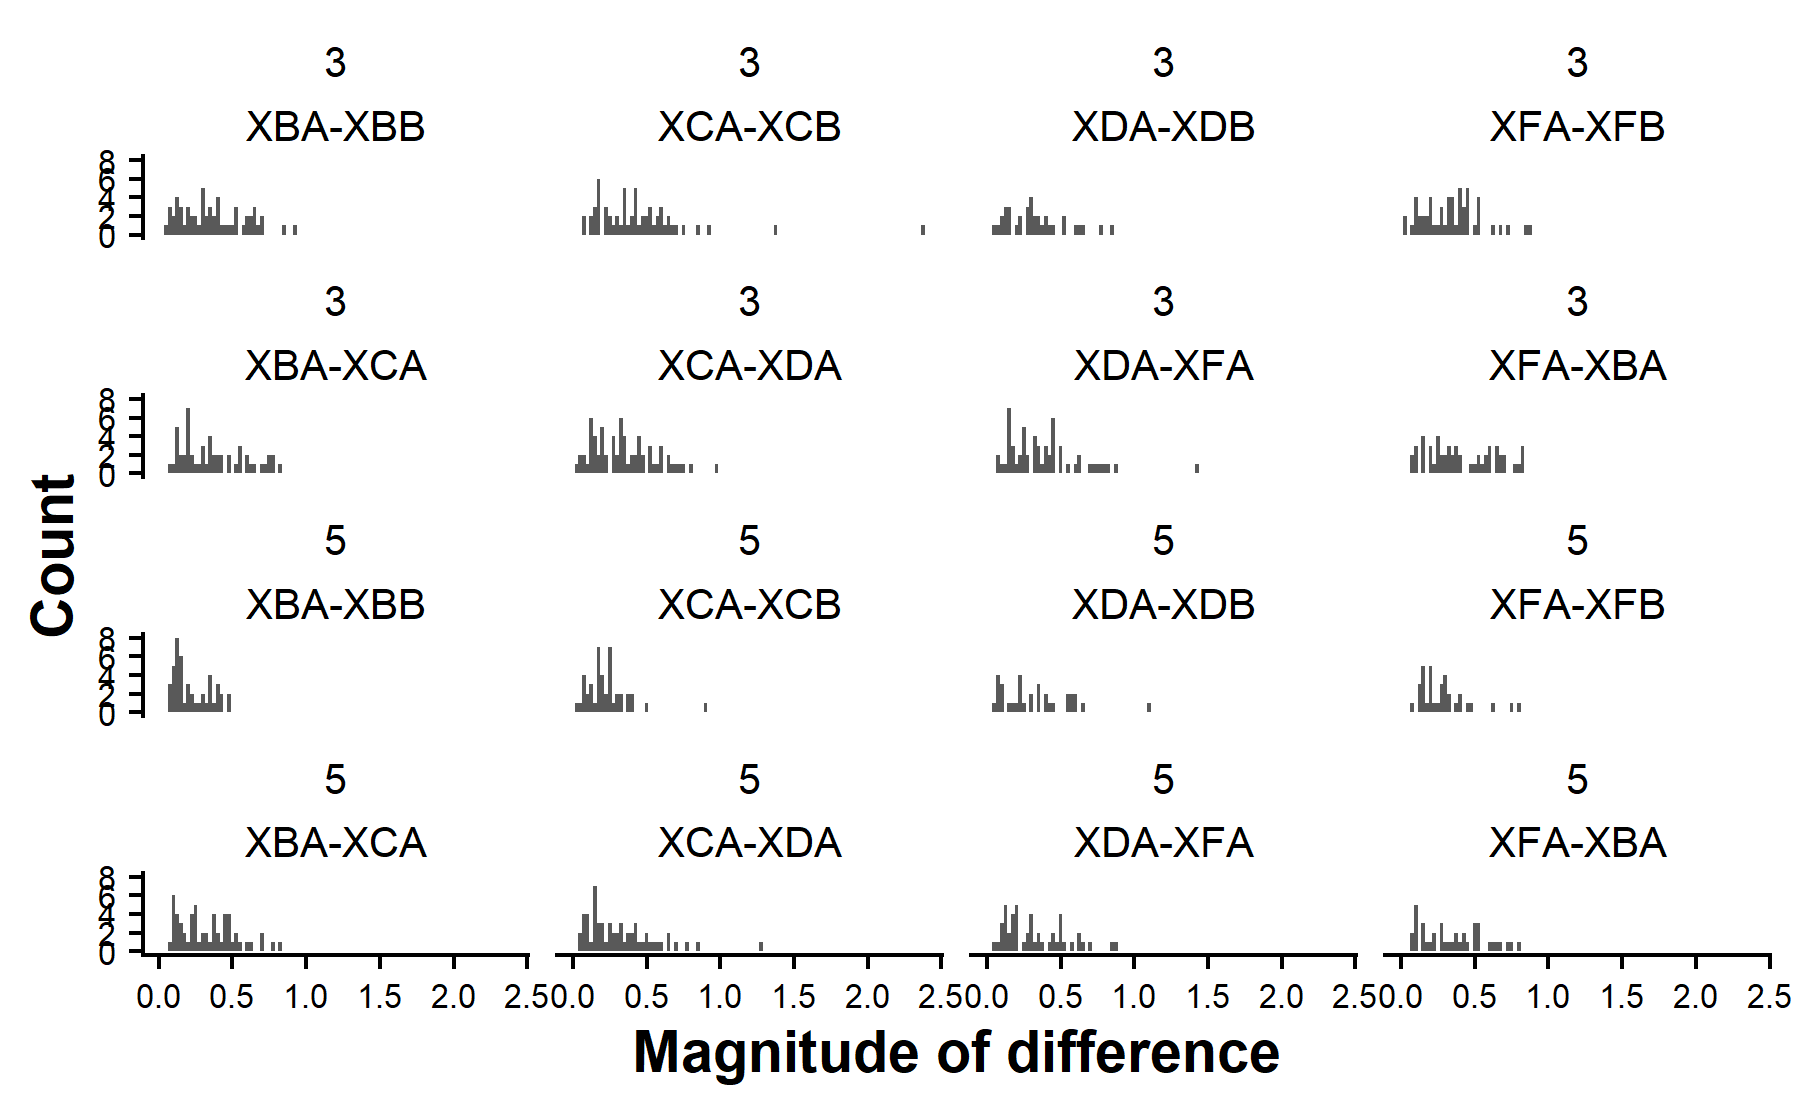 3 3 3 3
XBA-XBB XCA-XCB XDA-XDB XFA-XFB
8
6
4
2
0
3 3 3 3
XBA-XCA XCA-XDA XDA-XFA XFA-XBA
8
6
4
2
0
Count
5 5 5 5
XBA-XBB XCA-XCB XDA-XDB XFA-XFB
8
6
4
2
0
5 5 5 5
XBA-XCA XCA-XDA XDA-XFA XFA-XBA
8
6
4
2
0
0.0 0.5 1.0 1.5 2.0 2.5 0.0 0.5 1.0 1.5 2.0 2.5 0.0 0.5 1.0 1.5 2.0 2.5 0.0 0.5 1.0 1.5 2.0 2.5
Magnitude of difference